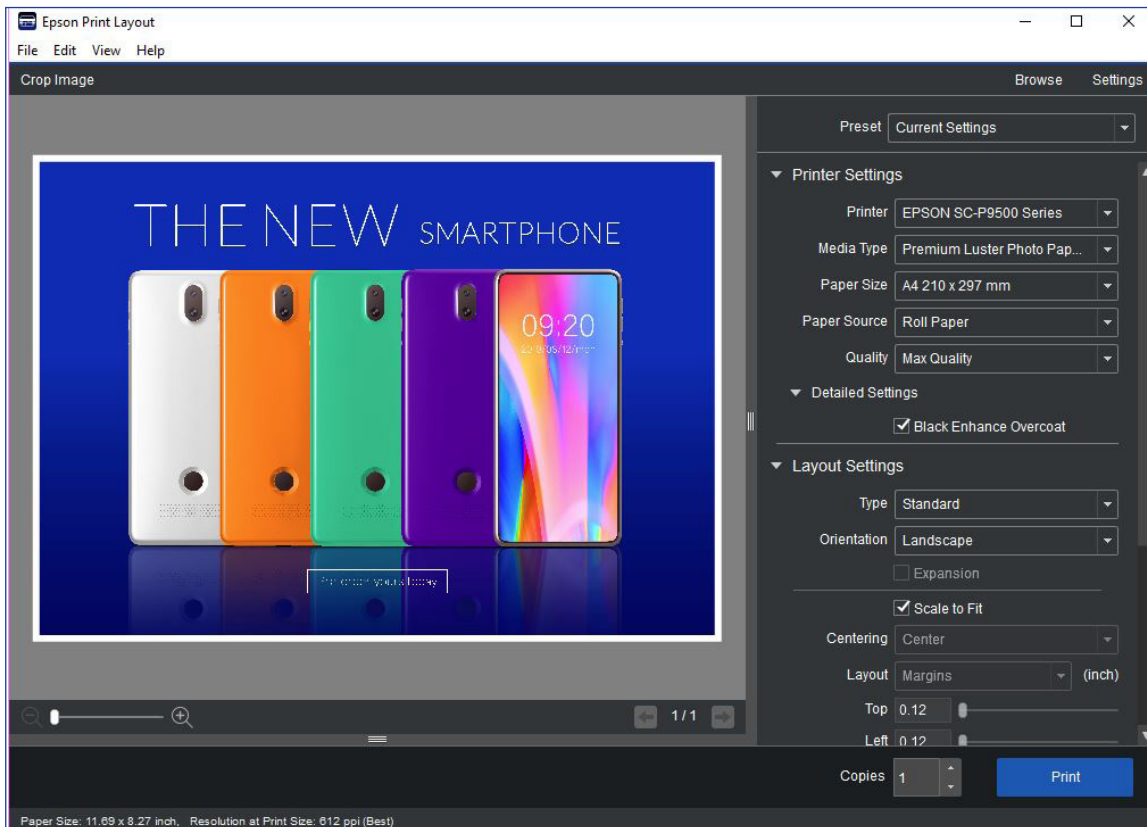 Epson Print Layout
File Edit View Help
Crop Image
Browse Settings
Preset Current Settings
THE NEW SMARTPHONE
09:20
Printer Settings
Printer EPSON SC-P9500 Series
Media Type Premium Luster Photo Pap...
Paper Size A4 210 x 297 mm
Paper Source Roll Paper
Quality Max Quality
Detailed Settings
Black Enhance Overcoat
Layout Settings
Type Standard
Orientation Landscape
Expansion
Scale to Fit
Centering Center
Layout Margins (inch)
Top 0.12
Left 0.12
1 / 1
Copies 1 Print
Paper Size: 11.69 x 8.27 inch, Resolution at Print Size: 612 ppi (Best)